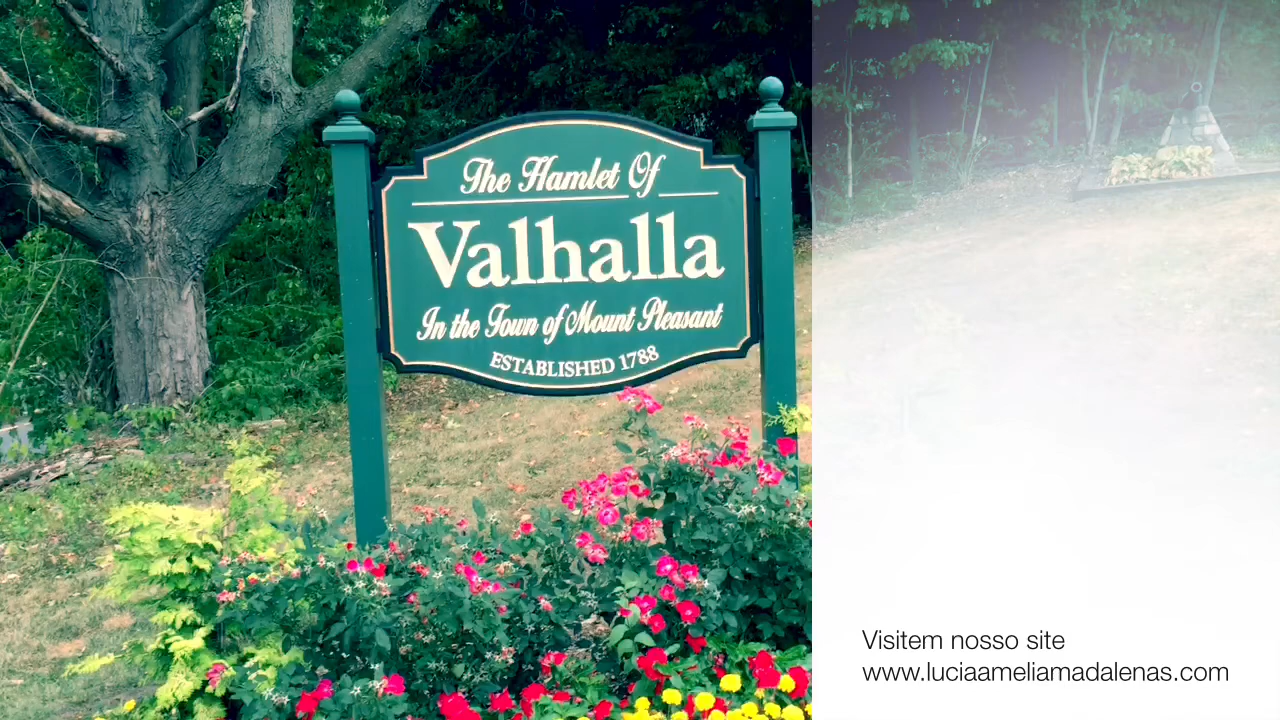 The Hamlet Of
Valhalla
In the Town of Mount Pleasant
ESTABLISHED 1788
Visitem nosso site
www.luciaameliamadalenas.com